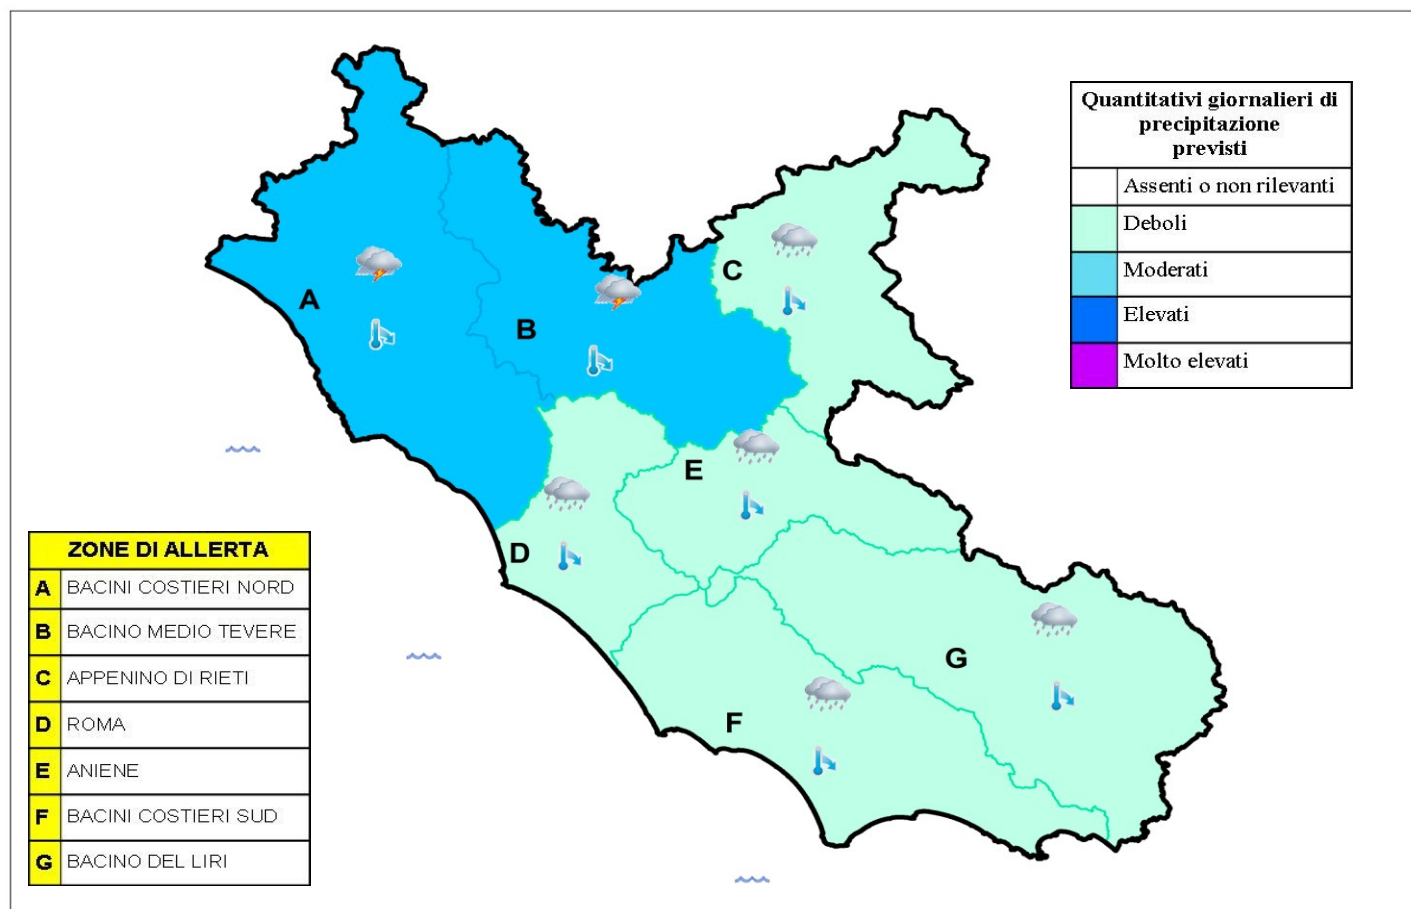 Quantitativi giornalieri di
precipitazione
previsti
Assenti o non rilevanti
Deboli
Moderati
Elevati
Molto elevati
C
A
B
E
D
G
F
ZONE DI ALLERTA
A BACINI COSTIERI NORD
B BACINO MEDIO TEVERE
C APPENINO DI RIETI
D ROMA
E ANIENE
F BACINI COSTIERI SUD
G BACINO DEL LIRI